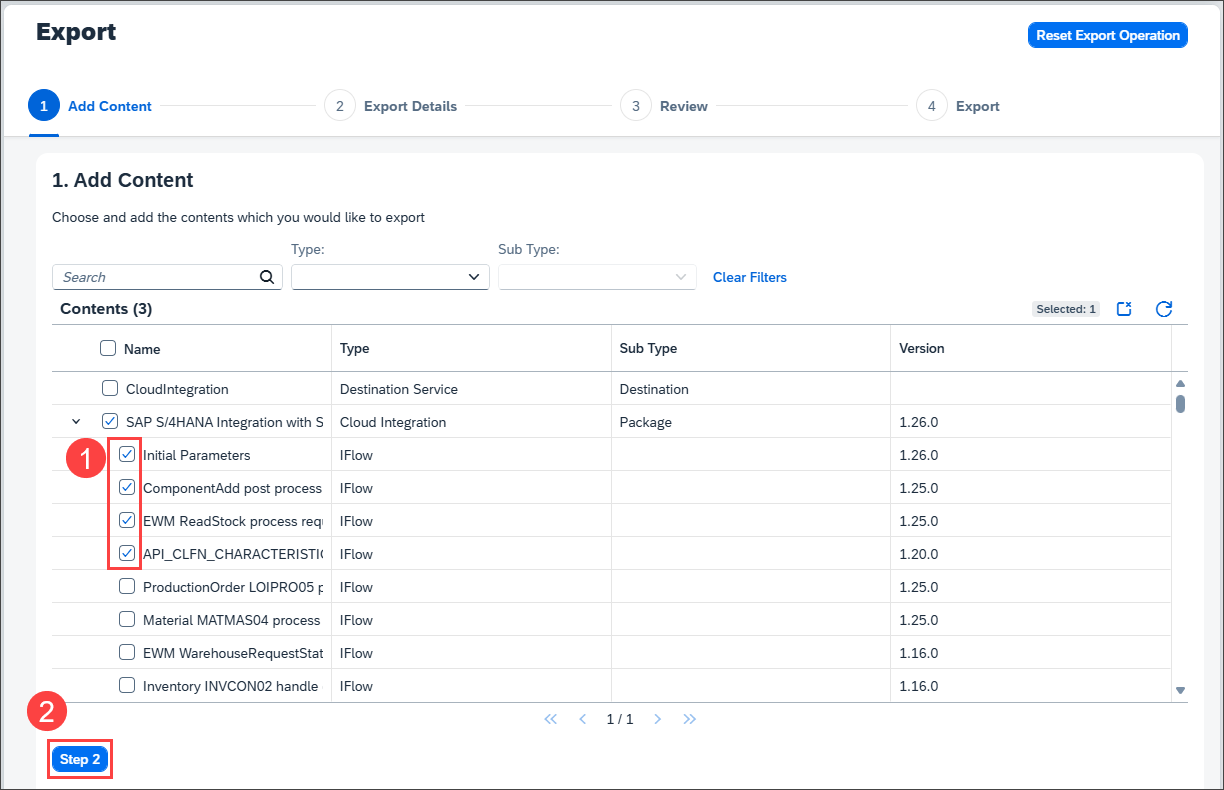 Export
Reset Export Operation
1 Add Content 2 Export Details 3 Review 4 Export
1. Add Content
Choose and add the contents which you would like to export
Type: Sub Type:
Search Clear Filters
Contents (3) Selected: 1
Name Type Sub Type Version
CloudIntegration Destination Service Destination
SAP S/4HANA Integration with S Cloud Integration Package 1.26.0
1
Initial Parameters IFlow 1.26.0
ComponentAdd post process IFlow 1.25.0
EWM ReadStock process requ IFlow 1.25.0
API_CLFN_CHARACTERISTIC IFlow 1.20.0
ProductionOrder LOIPRO05 p IFlow 1.25.0
Material MATMAS04 process IFlow 1.25.0
EWM WarehouseRequestStat IFlow 1.16.0
Inventory INVCON02 handle IFlow 1.16.0
2
1 / 1
Step 2